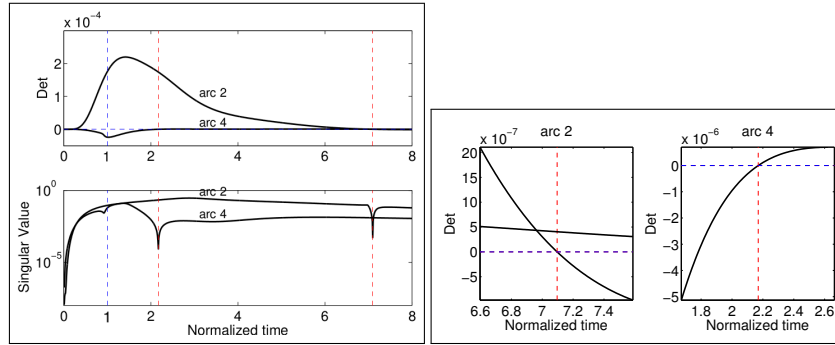 x 10⁻⁴
Det
2
1
0
arc 2
arc 4
0 1 2 4 6 8
Singular Value
10⁰
10⁻⁵
arc 2
arc 4
0 1 2 4 6 8
Normalized time
x 10⁻⁷ arc 2
Det
20
15
10
5
0
−5
6.6 6.8 7 7.2 7.4
Normalized time
x 10⁻⁶ arc 4
Det
0
−1
−2
−3
−4
−5
1.8 2 2.2 2.4 2.6
Normalized time